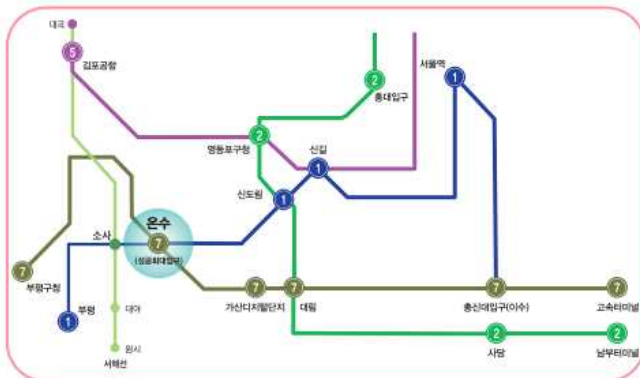 대곡
5
김포공항
서울역
1
2
홍대입구
2
영등포구청
신길
1
신도림
1
소사
온수
7
(성공회대입구)
7
부평구청
1
부평
대야
원시
서해선
7
가산디지털단지
7
대림
7
총신대입구(이수)
7
고속터미널
2
사당
2
남부터미널